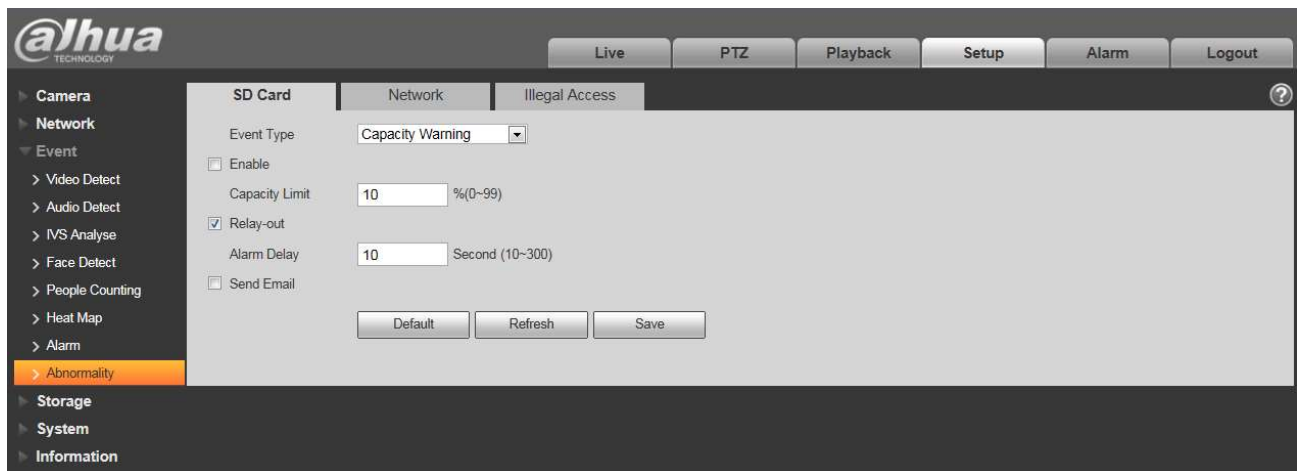 alhua
TECHNOLOGY
Live PTZ Playback Setup Alarm Logout
Camera
Network
Event
> Video Detect
> Audio Detect
> IVS Analyse
> Face Detect
> People Counting
> Heat Map
> Alarm
> Abnormality
Storage
System
Information
SD Card Network Illegal Access ?
Event Type Capacity Warning
Enable
Capacity Limit 10 %(0~99)
Relay-out
Alarm Delay 10 Second (10~300)
Send Email
Default Refresh Save